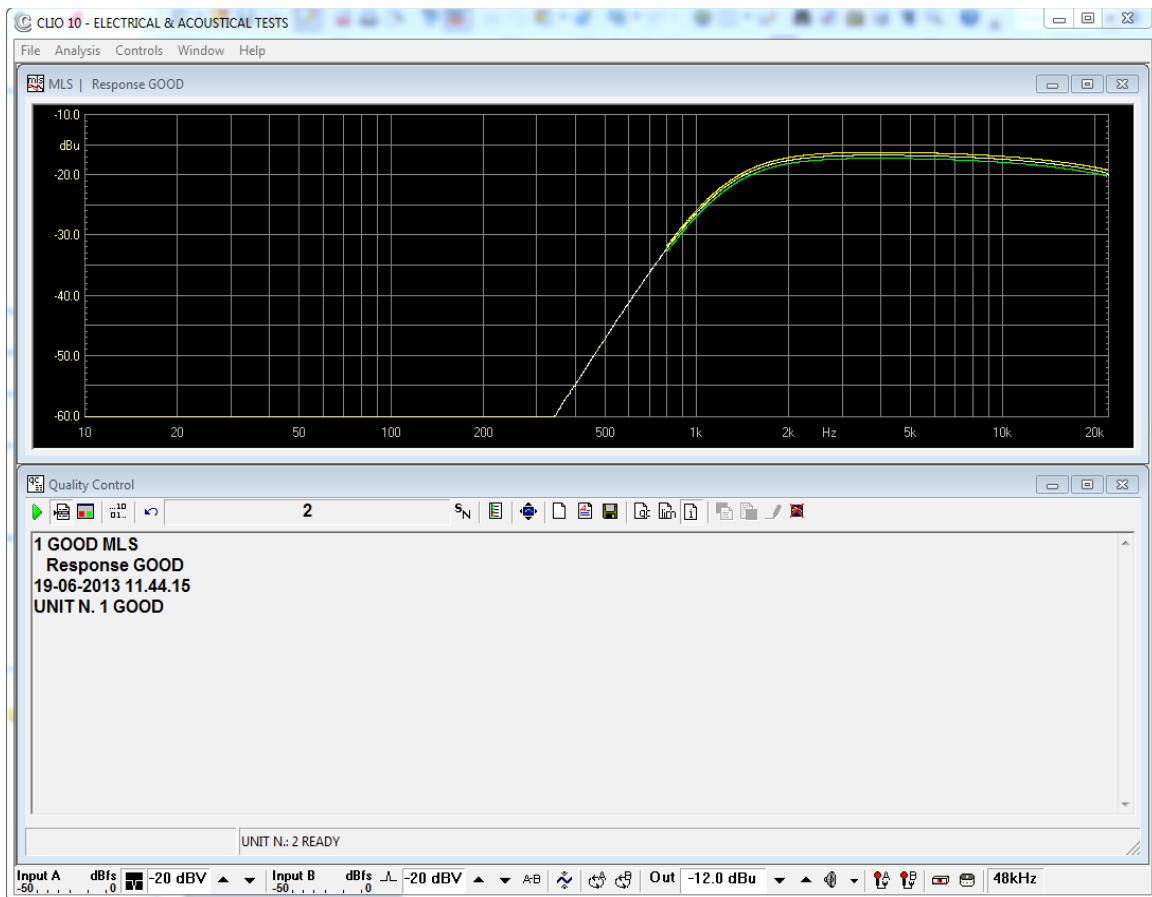 CLIO 10 - ELECTRICAL & ACOUSTICAL TESTS
File Analysis Controls Window Help
mls MLS | Response GOOD
-10.0
dBu
-20.0
-30.0
-40.0
-50.0
-60.0
10 20 50 100 200 500 1k 2k Hz 5k 10k 20k
QC Quality Control
2
SN
1 GOOD MLS
Response GOOD
19-06-2013 11.44.15
UNIT N. 1 GOOD
UNIT N.: 2 READY
Input A dBfs -20 dBV Input B dBfs -20 dBV A-B Out -12.0 dBu 48kHz
-50 0 -50 0